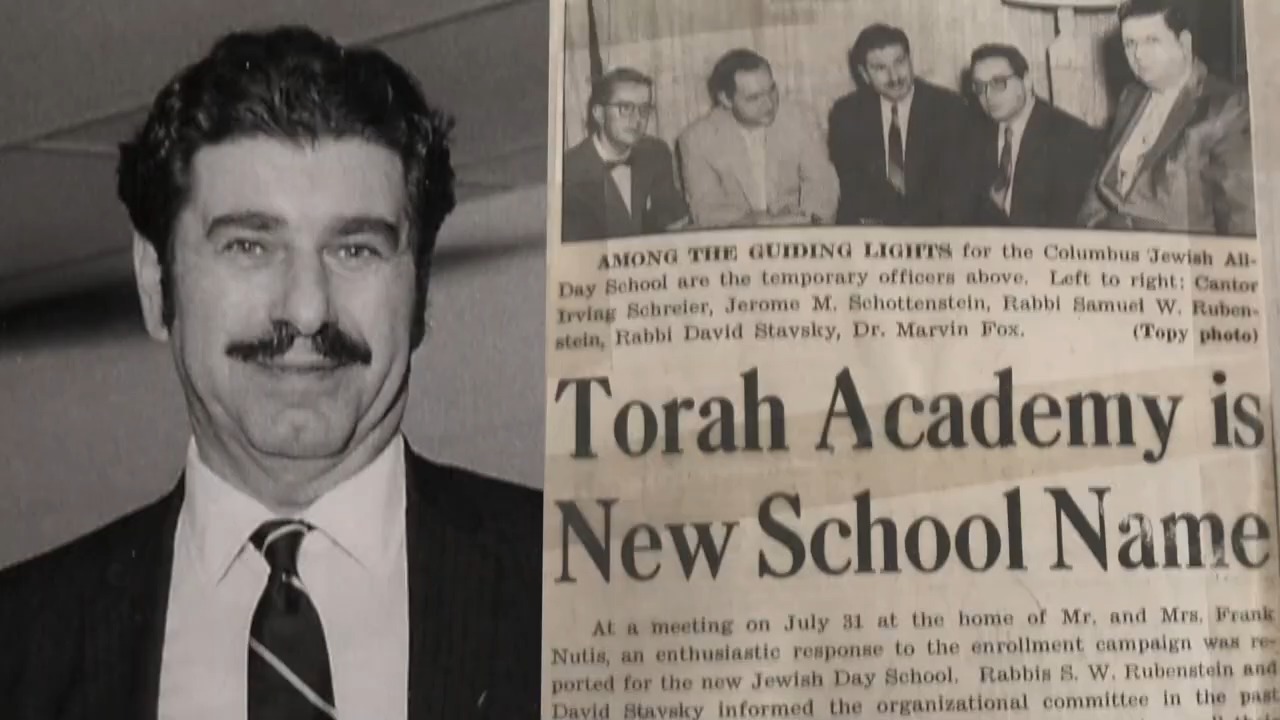 AMONG THE GUIDING LIGHTS for the Columbus Jewish All-
Day School are the temporary officers above. Left to right: Cantor
Irving Schreier, Jerome M. Schottenstein, Rabbi Samuel W. Ruben-
stein, Rabbi David Stavsky, Dr. Marvin Fox. (Topy photo)
Torah Academy is
New School Name
At a meeting on July 31 at the home of Mr. and Mrs. Frank
Nutis, an enthusiastic response to the enrollment campaign was re-
ported for the new Jewish Day School. Rabbis S. W. Rubenstein and
David Stavsky informed the organizational committee in the past